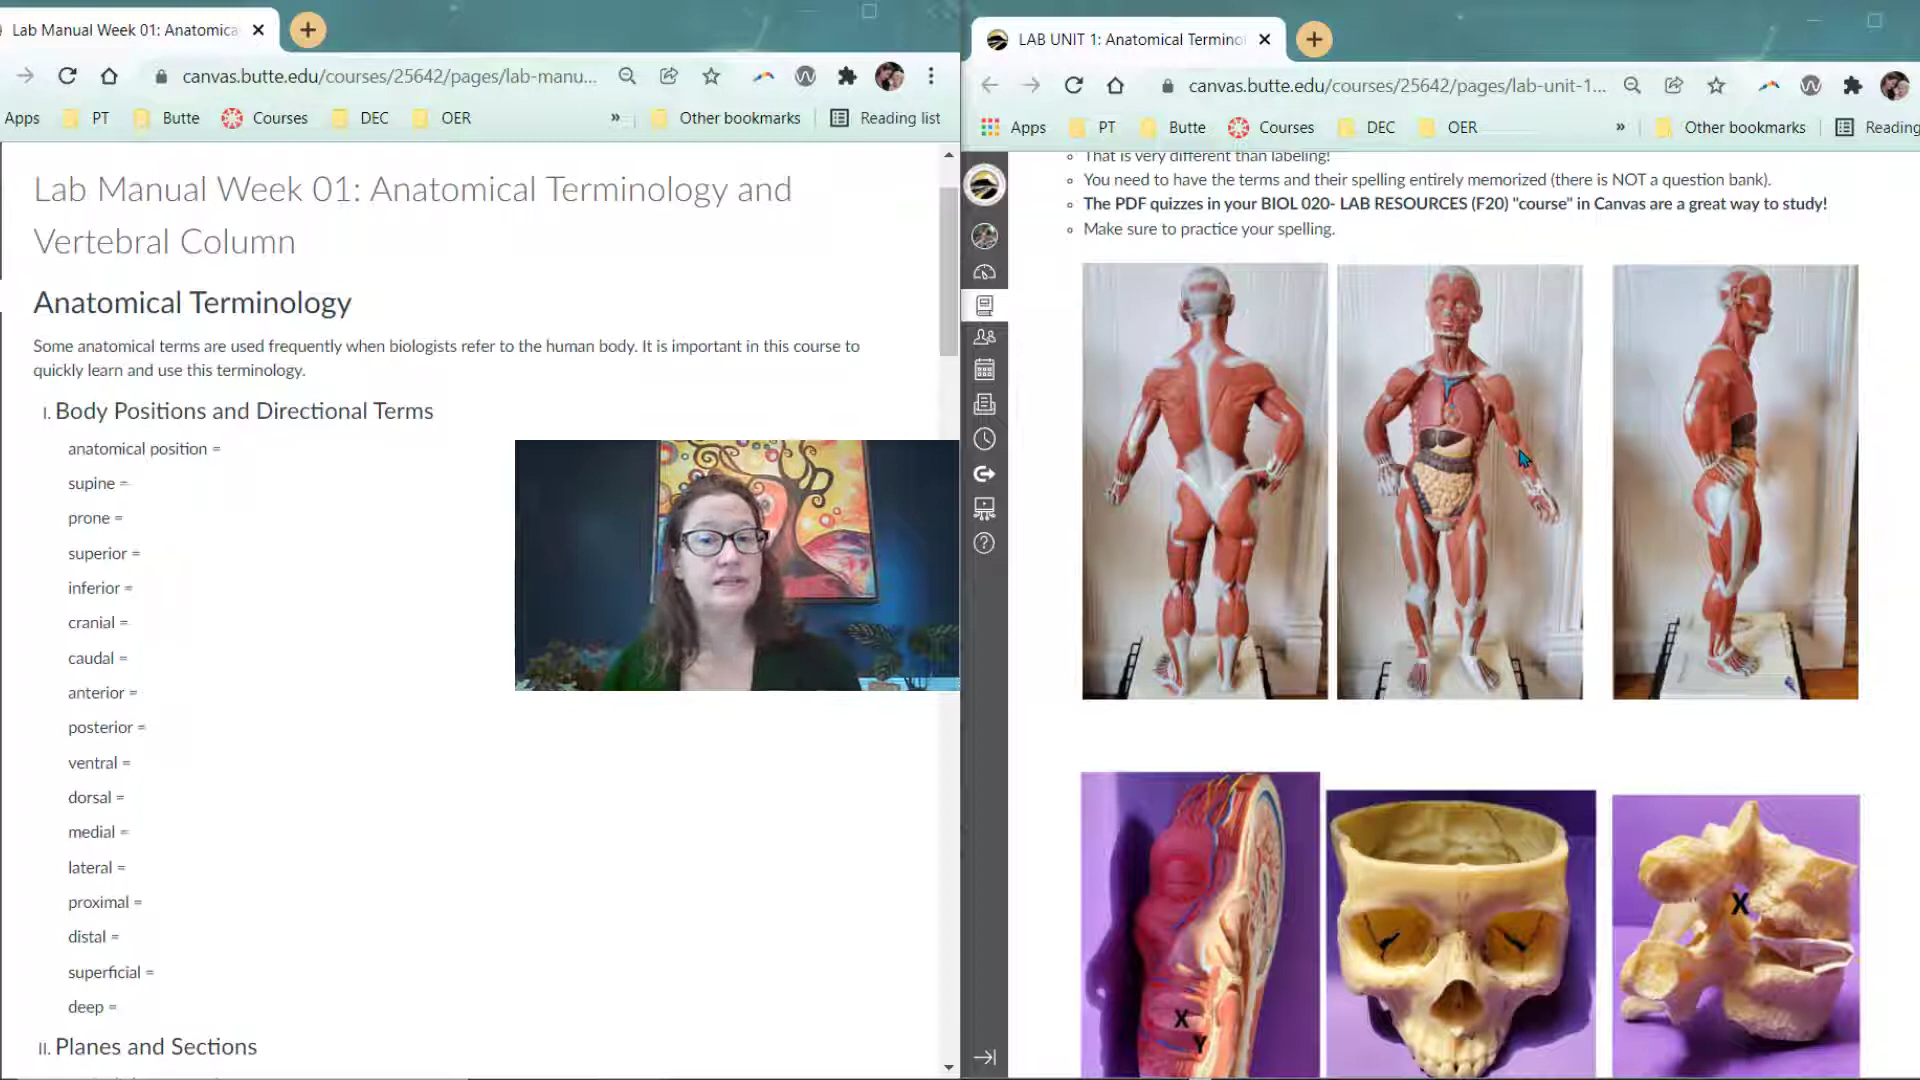 Lab Manual Week 01: Anatomica
canvas.butte.edu/courses/25642/pages/lab-manu...
Apps
PT
Butte
Courses
DEC
OER
»
Other bookmarks
Reading list
Lab Manual Week 01: Anatomical Terminology and
Vertebral Column
Anatomical Terminology
Some anatomical terms are used frequently when biologists refer to the human body. It is important in this course to
quickly learn and use this terminology.
I. Body Positions and Directional Terms
anatomical position =
supine =
prone =
superior =
inferior =
cranial =
caudal =
anterior =
posterior =
ventral =
dorsal =
medial =
lateral =
proximal =
distal =
superficial =
deep =
II. Planes and Sections
LAB UNIT 1: Anatomical Terminol
canvas.butte.edu/courses/25642/pages/lab-unit-1...
Apps
PT
Butte
Courses
DEC
OER
»
Other bookmarks
Reading
That is very different than labeling!
You need to have the terms and their spelling entirely memorized (there is NOT a question bank).
The PDF quizzes in your BIOL 020- LAB RESOURCES (F20) "course" in Canvas are a great way to study!
Make sure to practice your spelling.
X
Y
X